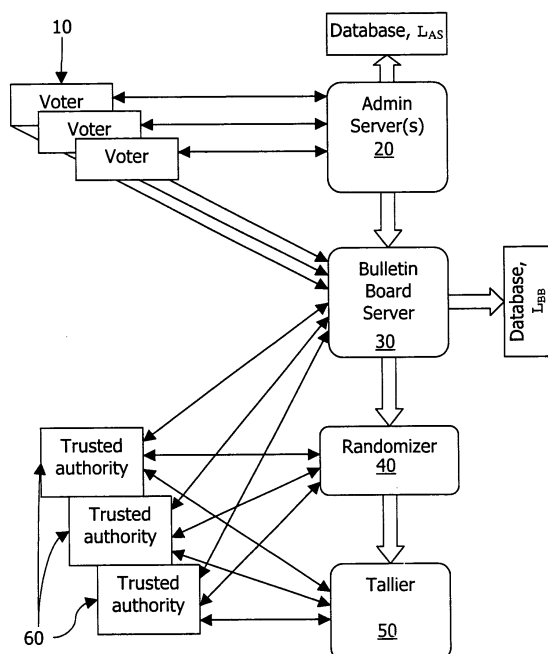 Database, LAS
10
Voter
Voter
Voter
Admin
Server(s)
20
Bulletin
Board
Server
30
Database,
LBB
Trusted
authority
Trusted
authority
Trusted
authority
60
Randomizer
40
Tallier
50